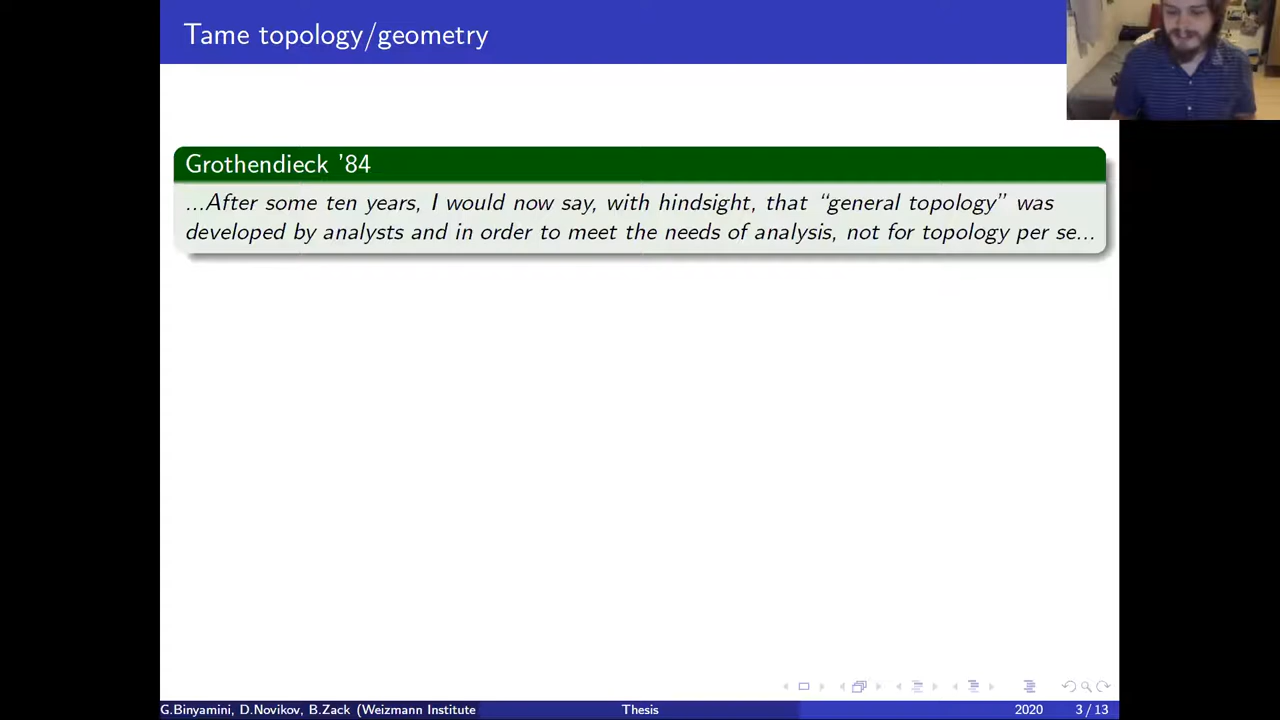 Tame topology/geometry
Grothendieck '84
...After some ten years, I would now say, with hindsight, that “general topology” was
developed by analysts and in order to meet the needs of analysis, not for topology per se...
G.Binyamini, D.Novikov, B.Zack (Weizmann Institute
Thesis
2020
3 / 13